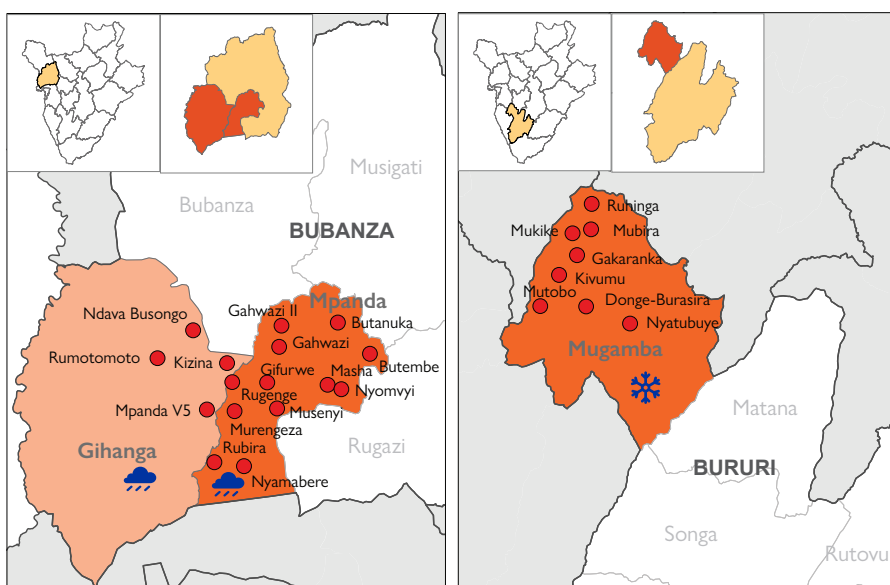 Musigati
Bubanza
BUBANZA
Mpanda
Ndava Busongo
Gahwazi II
Butanuka
Gahwazi
Rumotomoto
Kizina
Butembe
Gifurwe
Masha
Nyomvyi
Rugenge
Mpanda V5
Musenyi
Murengeza
Rubira
Rugazi
Gihanga
Nyamabere
Ruhinga
Mukike
Mubira
Gakaranka
Kivumu
Mutobo
Donge-Burasira
Nyatubuye
Mugamba
Matana
BURURI
Songa
Rutovu